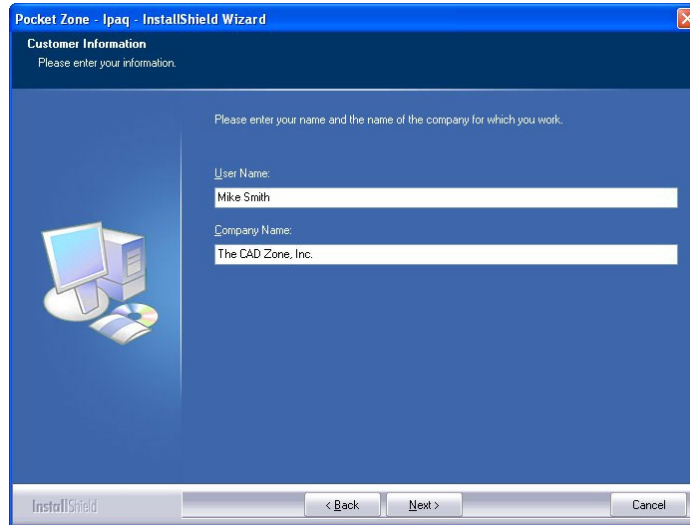 Pocket Zone - Ipaq - InstallShield Wizard
Customer Information
Please enter your information.
Please enter your name and the name of the company for which you work.
User Name:
Mike Smith
Company Name:
The CAD Zone, Inc.
InstallShield
< Back
Next >
Cancel